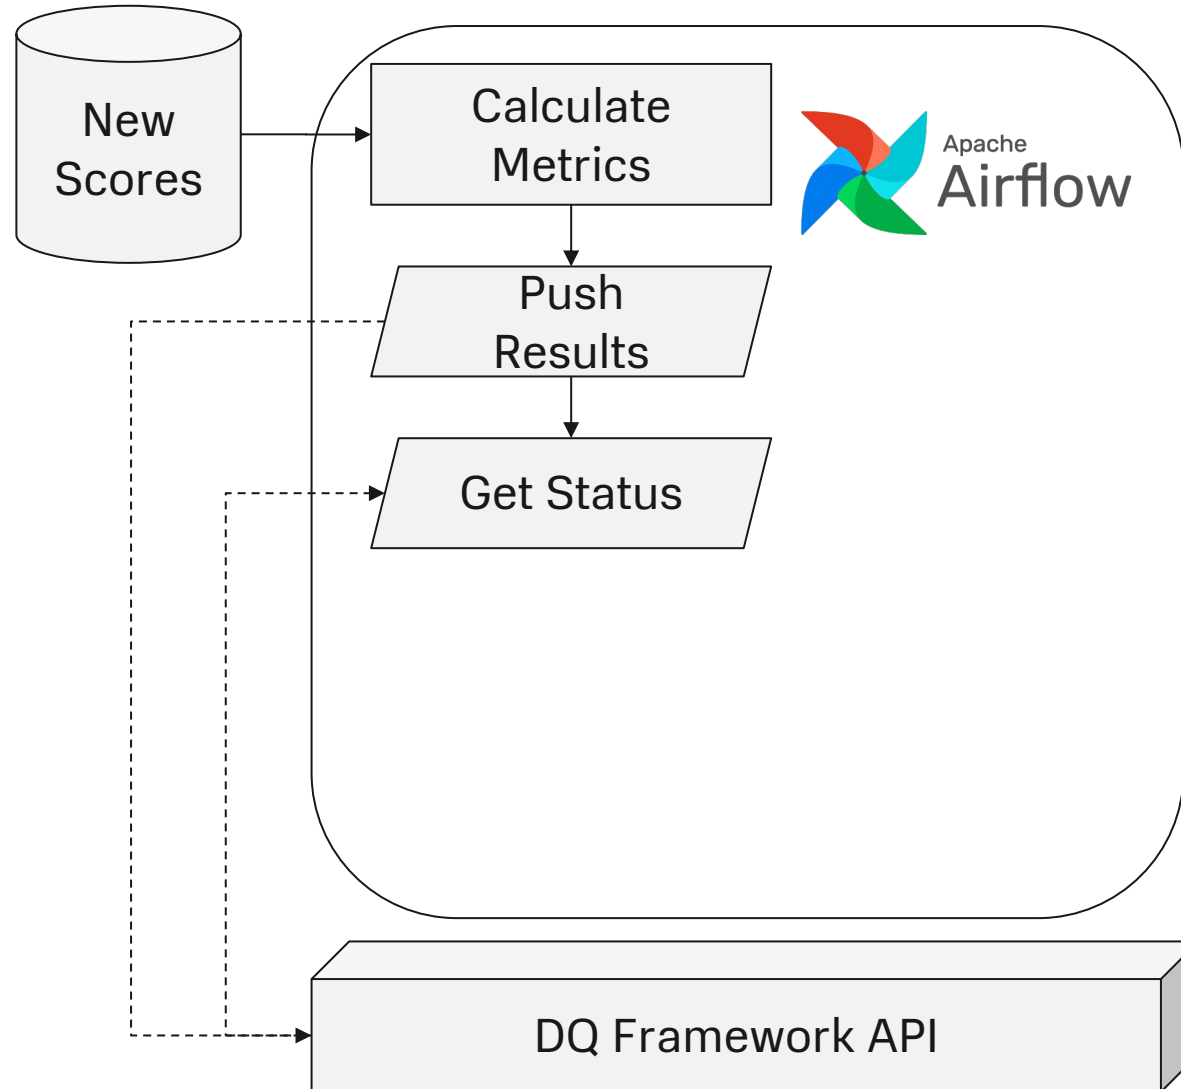 New
Scores
Calculate
Metrics
Apache
Airflow
Push
Results
Get Status
DQ Framework API